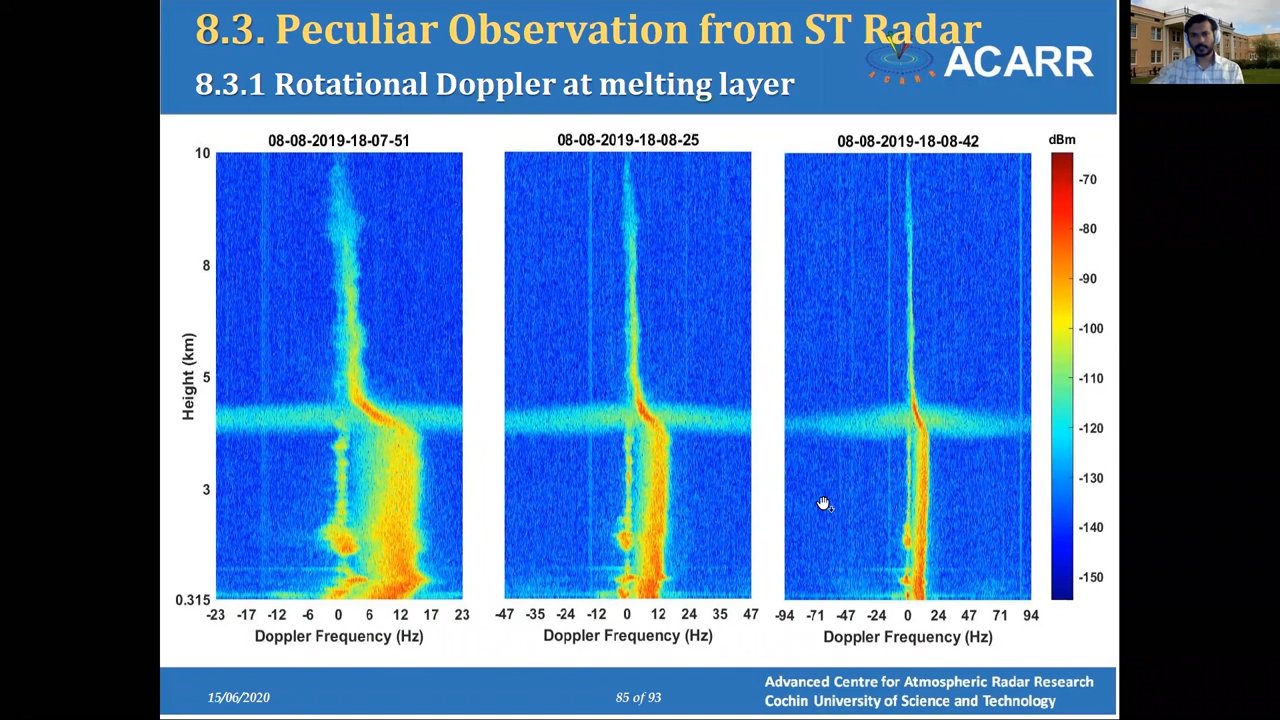 8.3. Peculiar Observation from ST Radar
8.3.1 Rotational Doppler at melting layer
ACARR
ACARR
08-08-2019-18-07-51
08-08-2019-18-08-25
08-08-2019-18-08-42
dBm
10
8
5
3
0.315
Height (km)
-70
-80
-90
-100
-110
-120
-130
-140
-150
-23 -17 -12 -6 0 6 12 17 23
-47 -35 -24 -12 0 12 24 35 47
-94 -71 -47 -24 0 24 47 71 94
Doppler Frequency (Hz)
Doppler Frequency (Hz)
Doppler Frequency (Hz)
15/06/2020
85 of 93
Advanced Centre for Atmospheric Radar Research
Cochin University of Science and Technology